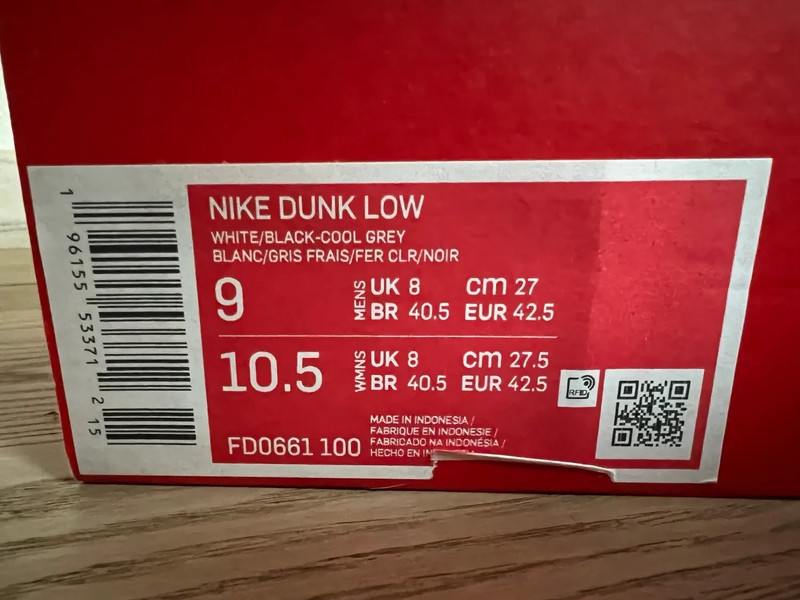 1 96155 53371 2 15
NIKE DUNK LOW
WHITE/BLACK-COOL GREY
BLANC/GRIS FRAIS/FER CLR/NOIR
9
MENS
UK 8 cm 27
BR 40.5 EUR 42.5
10.5
WMNS
UK 8 cm 27.5
BR 40.5 EUR 42.5
RFID
FD0661 100
MADE IN INDONESIA /
FABRIQUE EN INDONESIE /
FABRICADO NA INDONÉSIA /
HECHO EN